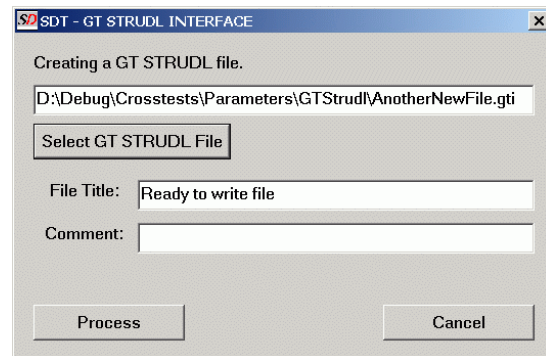 SD SDT - GT STRUDL INTERFACE
Creating a GT STRUDL file.
D:\Debug\Crosstests\Parameters\GTStrudl\AnotherNewFile.gti
Select GT STRUDL File
File Title: Ready to write file
Comment:
Process Cancel